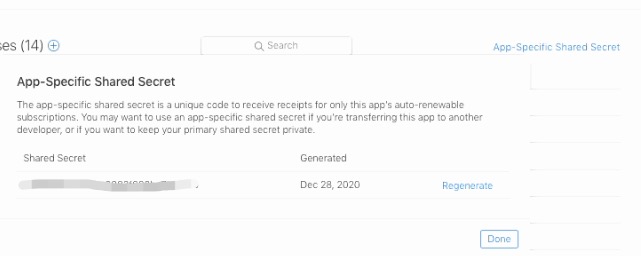 ses (14)
Search
App-Specific Shared Secret
App-Specific Shared Secret
The app-specific shared secret is a unique code to receive receipts for only this app's auto-renewable
subscriptions. You may want to use an app-specific shared secret if you're transferring this app to another
developer, or if you want to keep your primary shared secret private.
Shared Secret Generated
Dec 28, 2020 Regenerate
Done